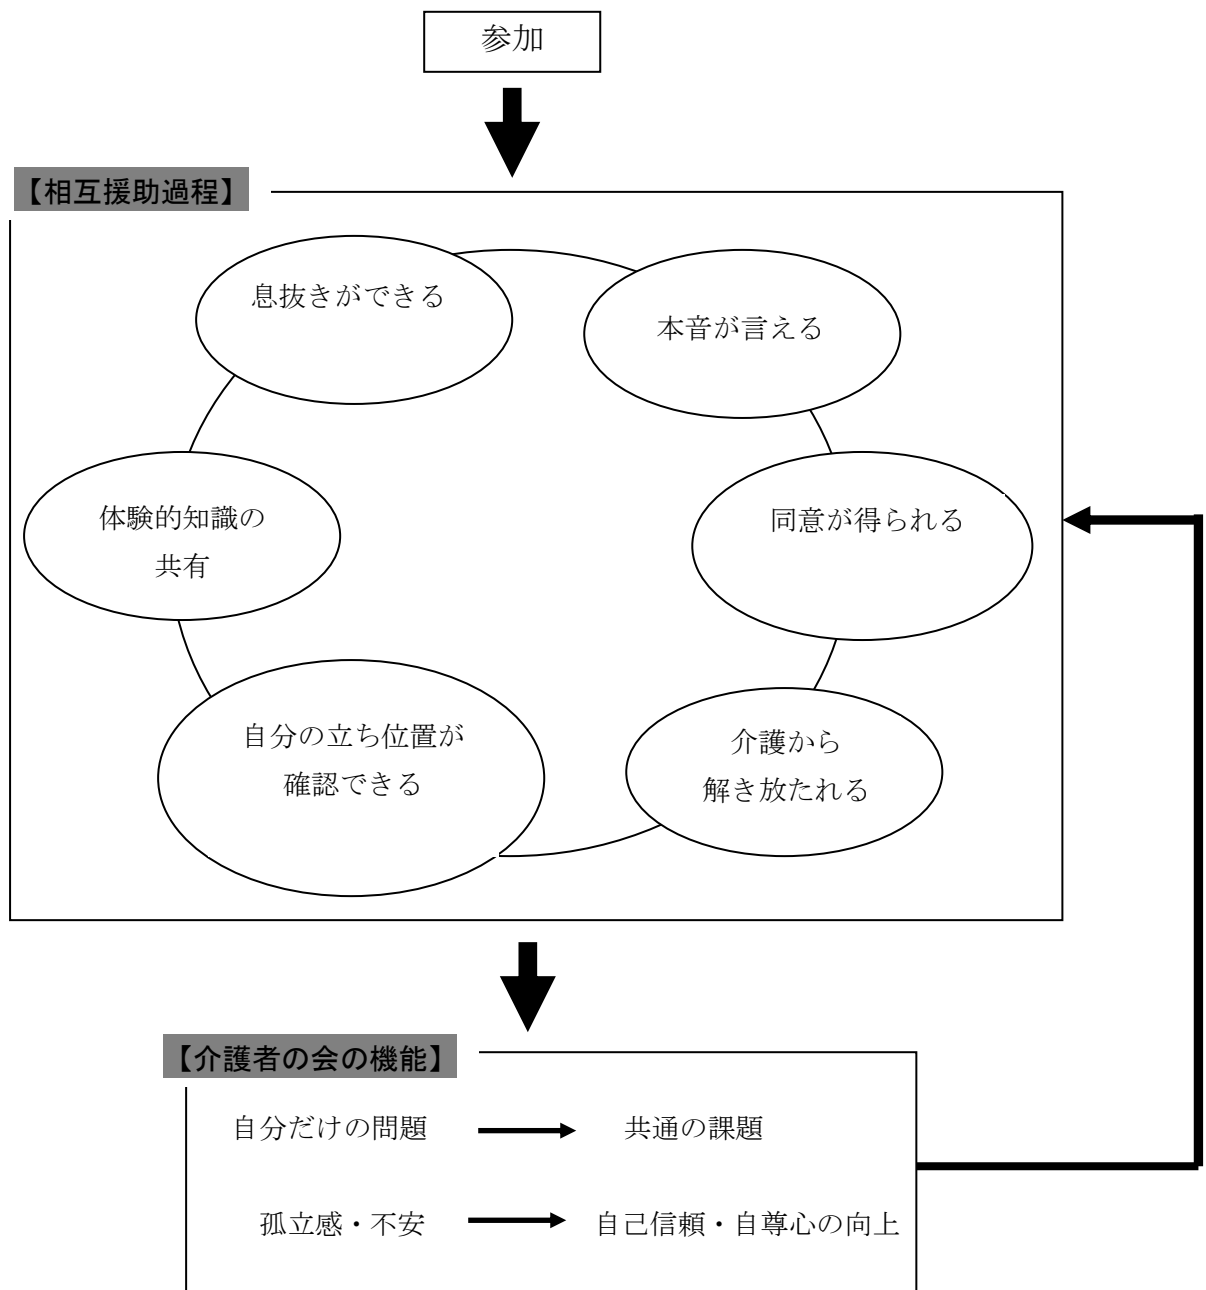 参加
【相互援助過程】
息抜きができる
本音が言える
体験的知識の
共有
同意が得られる
自分の立ち位置が
確認できる
介護から
解き放たれる
【介護者の会の機能】
自分だけの問題
共通の課題
孤立感・不安
自己信頼・自尊心の向上